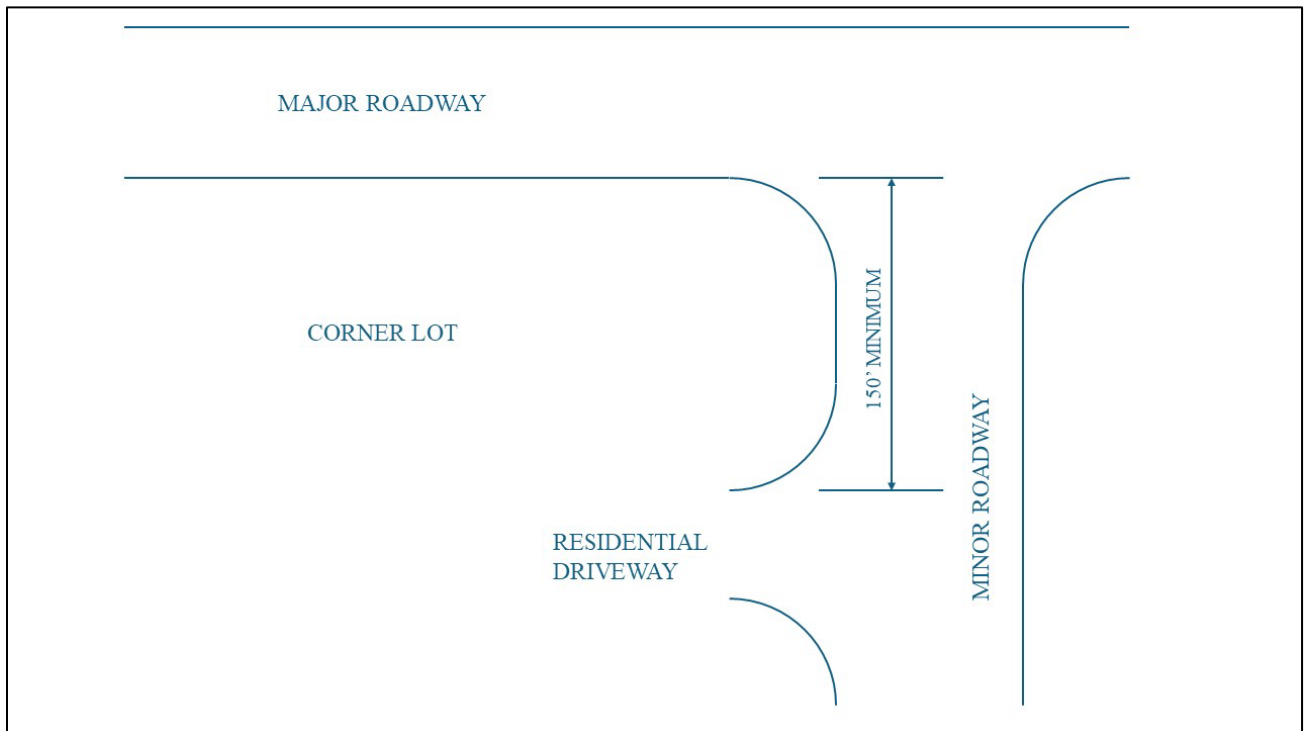 MAJOR ROADWAY
CORNER LOT
150’ MINIMUM
MINOR ROADWAY
RESIDENTIAL
DRIVEWAY